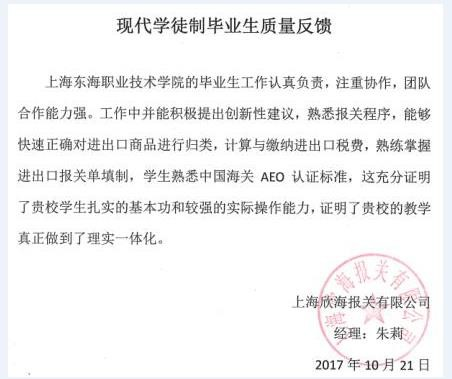 现代学徒制毕业生质量反馈
上海东海职业技术学院的毕业生工作认真负责，注重协作，团队
合作能力强。工作中并能积极提出创新性建议，熟悉报关程序，能够
快速正确对进出口商品进行归类，计算与缴纳进出口税费，熟练掌握
进出口报关单填制，学生熟悉中国海关 AEO 认证标准，这充分证明
了贵校学生扎实的基本功和较强的实际操作能力，证明了贵校的教学
真正做到了理实一体化。
上海欣海报关有限公司
经理：朱莉
2017 年 10 月 21 日